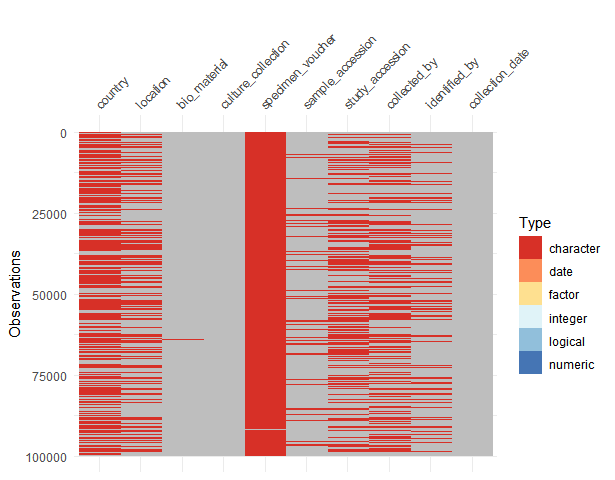 country
location
bio_material
culture_collection
specimen_voucher
sample_accession
study_accession
collected_by
identified_by
collection_date
0
25000
50000
75000
100000
Observations
Type
character
date
factor
integer
logical
numeric